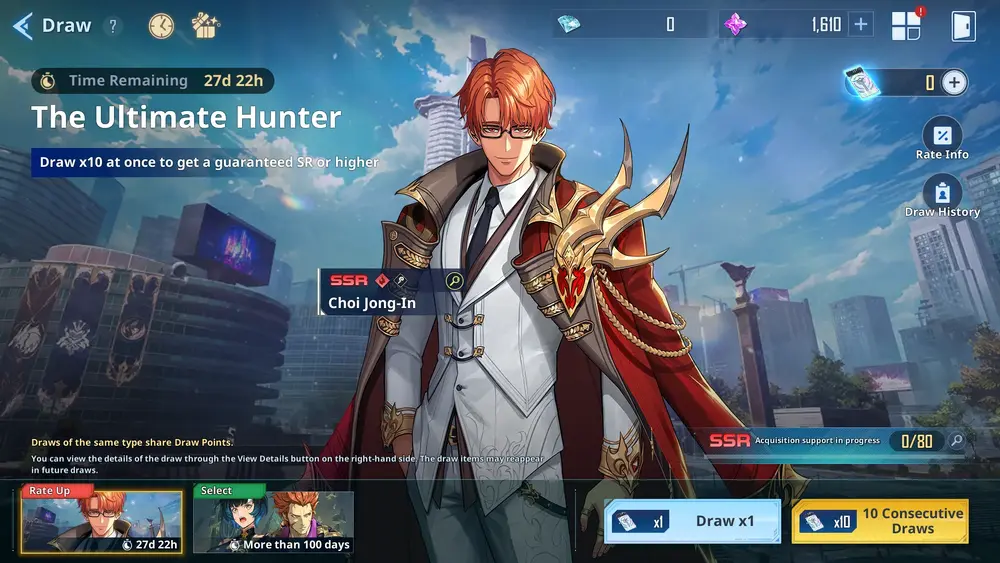 Draw ?
0
1,610 +
!
Time Remaining 27d 22h
0 +
The Ultimate Hunter
Draw x10 at once to get a guaranteed SR or higher
Rate Info
Draw History
SSR
Choi Jong-In
Draws of the same type share Draw Points.
You can view the details of the draw through the View Details button on the right-hand side. The draw items may reappear
in future draws.
SSR Acquisition support in progress 0/80
Rate Up
27d 22h
Select
More than 100 days
x1 Draw x1
x10 10 Consecutive
Draws